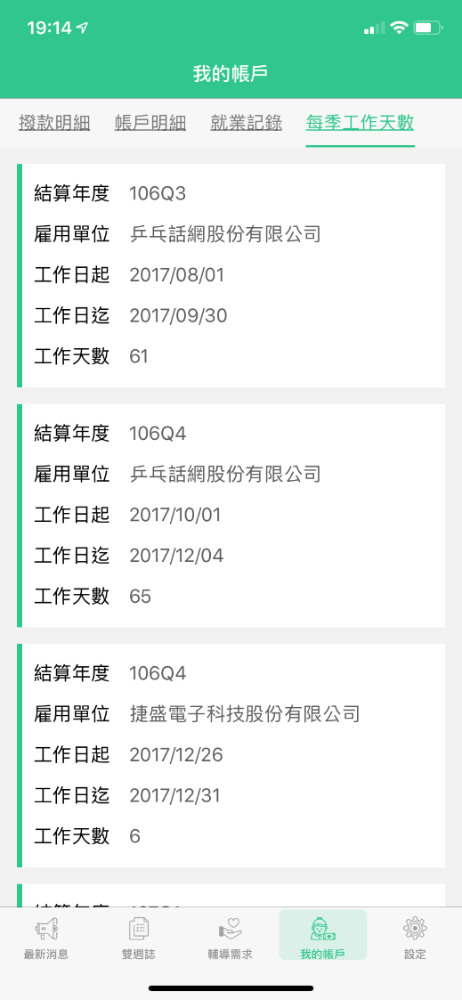 19:14
我的帳戶
撥款明細 帳戶明細 就業記錄 每季工作天數
結算年度 106Q3
雇用單位 乒乓話網股份有限公司
工作日起 2017/08/01
工作日迄 2017/09/30
工作天數 61
結算年度 106Q4
雇用單位 乒乓話網股份有限公司
工作日起 2017/10/01
工作日迄 2017/12/04
工作天數 65
結算年度 106Q4
雇用單位 捷盛電子科技股份有限公司
工作日起 2017/12/26
工作日迄 2017/12/31
工作天數 6
最新消息 雙週誌 輔導需求 我的帳戶 設定